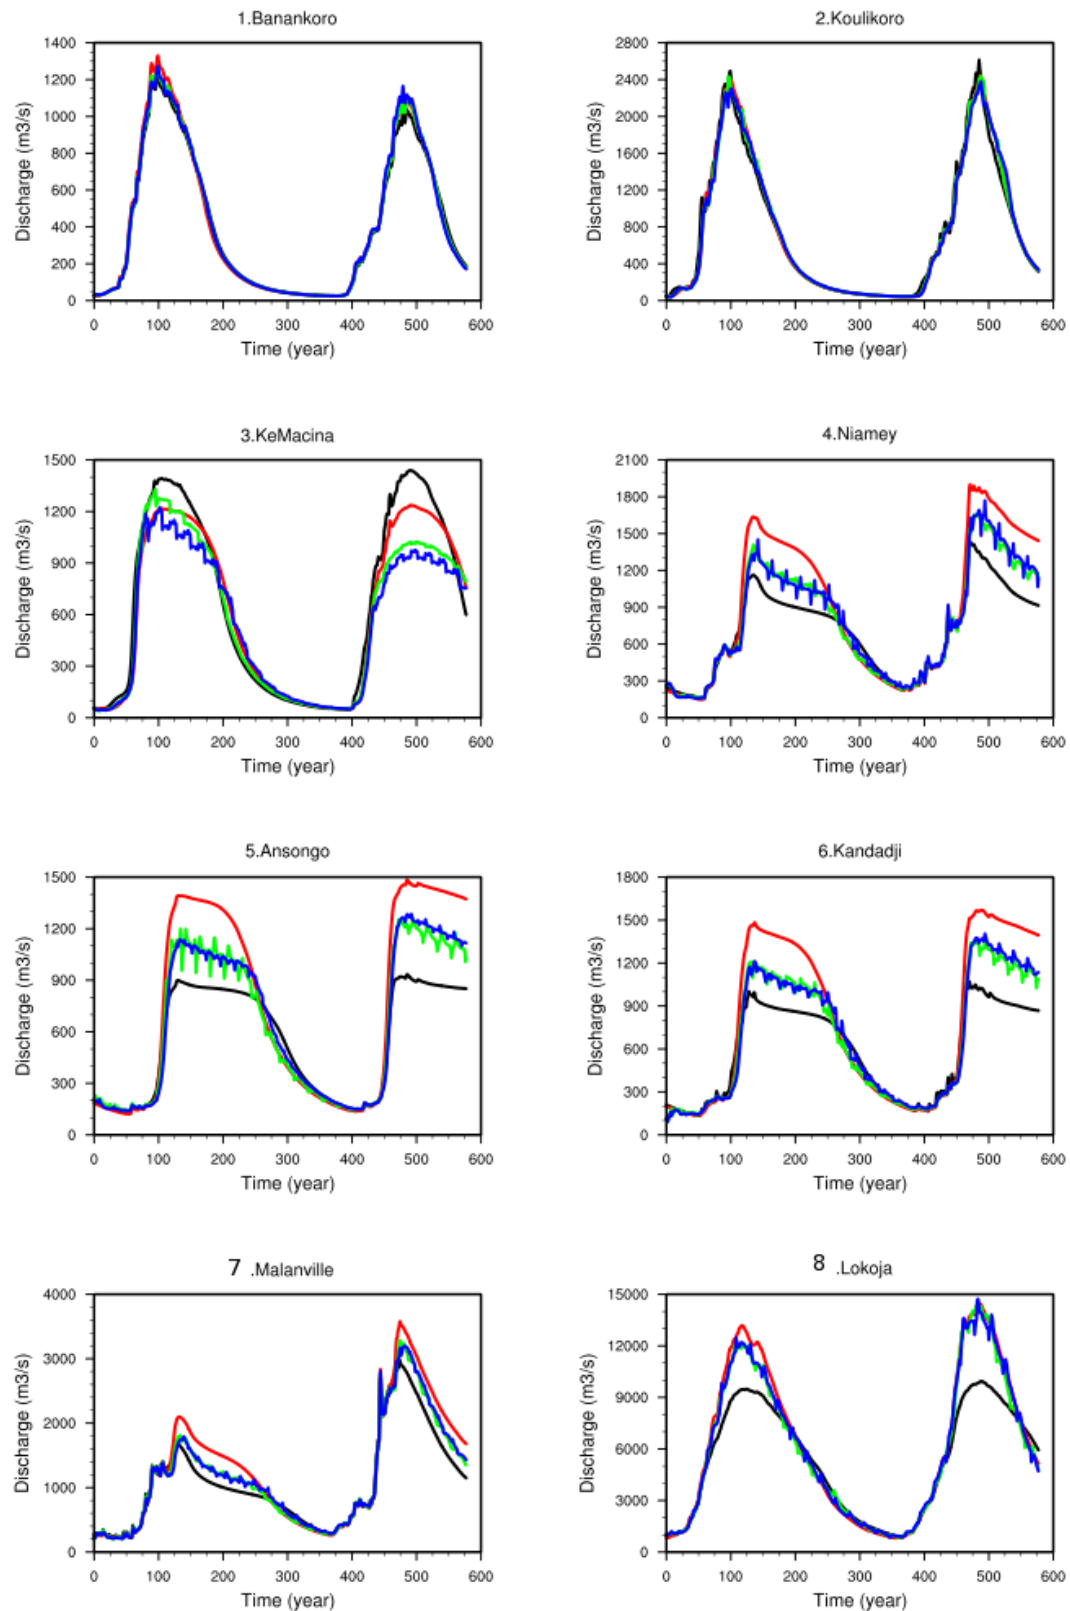 1.Banankoro
2.Koulikoro
Discharge (m3/s)
1400
1200
1000
800
600
400
200
0
0 100 200 300 400 500 600
Time (year)
Discharge (m3/s)
2800
2400
2000
1600
1200
800
400
0
0 100 200 300 400 500 600
Time (year)
3.KeMacina
4.Niamey
Discharge (m3/s)
1500
1200
900
600
300
0
0 100 200 300 400 500 600
Time (year)
Discharge (m3/s)
2100
1800
1500
1200
900
600
300
0
0 100 200 300 400 500 600
Time (year)
5.Ansongo
6.Kandadji
Discharge (m3/s)
1500
1200
900
600
300
0
0 100 200 300 400 500 600
Time (year)
Discharge (m3/s)
1800
1500
1200
900
600
300
0
0 100 200 300 400 500 600
Time (year)
7 .Malanville
8 .Lokoja
Discharge (m3/s)
4000
3000
2000
1000
0
0 100 200 300 400 500 600
Time (year)
Discharge (m3/s)
15000
12000
9000
6000
3000
0
0 100 200 300 400 500 600
Time (year)